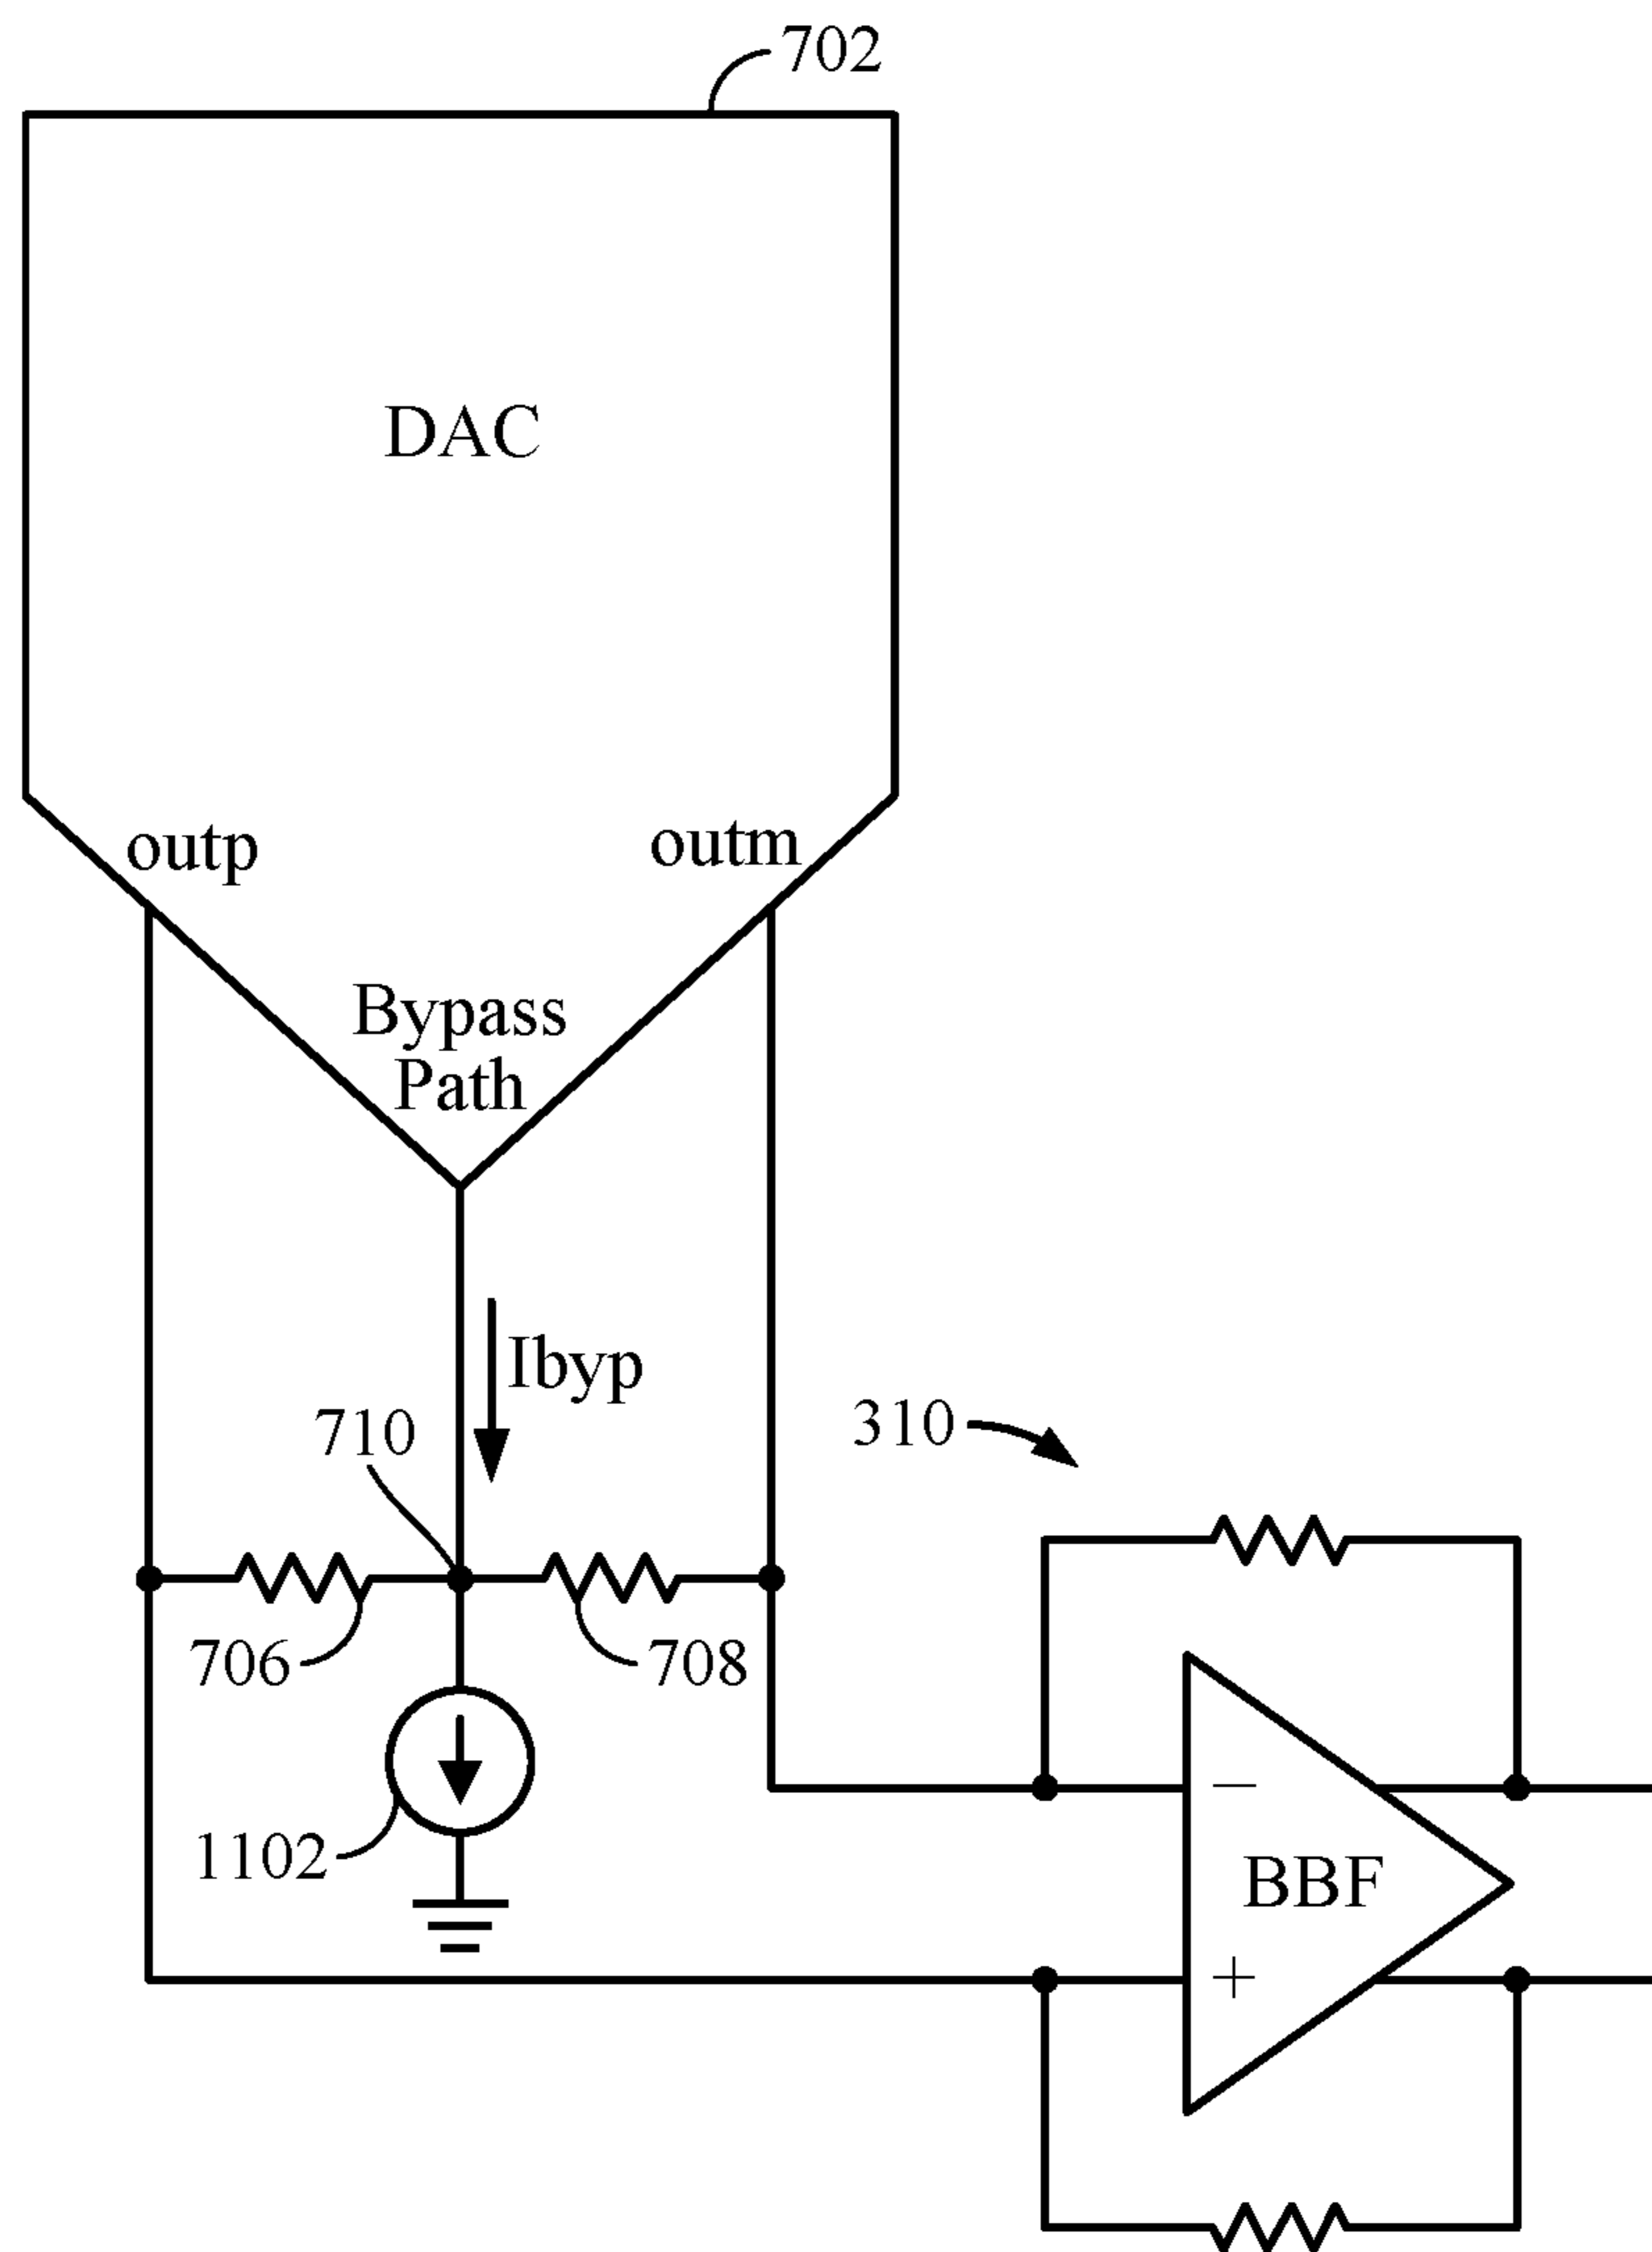 702
DAC
outp
outm
Bypass
Path
Ibyp
710
310
706
708
1102
−
BBF
+